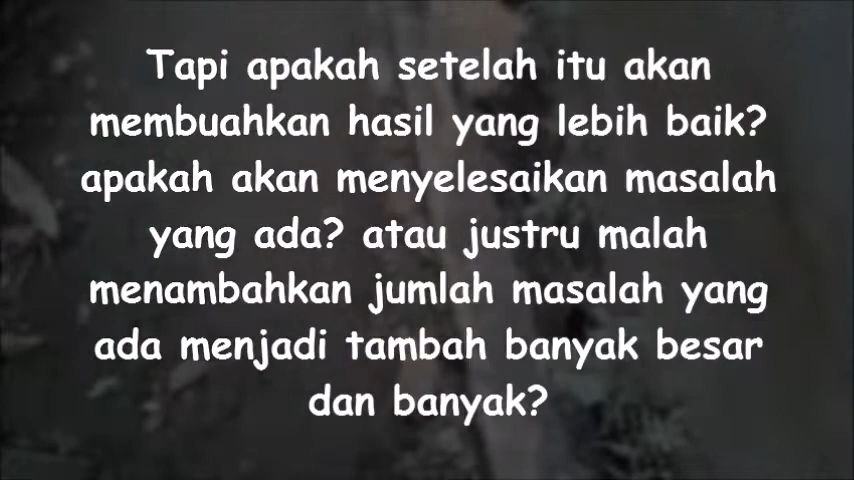 Tapi apakah setelah itu akan
membuahkan hasil yang lebih baik?
apakah akan menyelesaikan masalah
yang ada? atau justru malah
menambahkan jumlah masalah yang
ada menjadi tambah banyak besar
dan banyak?